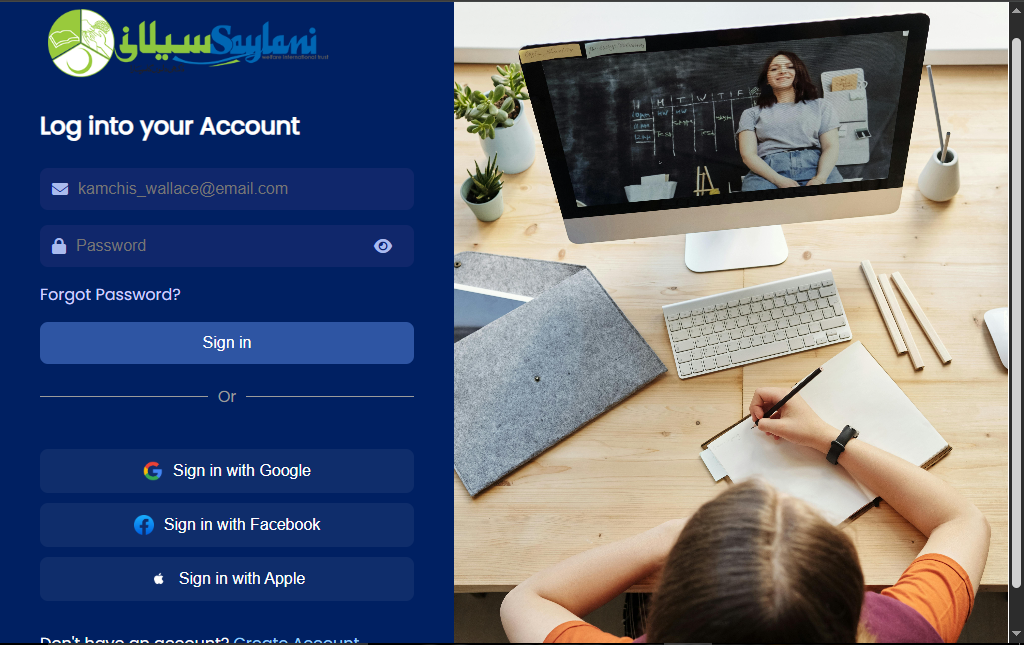 سیلانی Saylani
welfare international trust
Log into your Account
kamchis_wallace@email.com
Password
Forgot Password?
Sign in
Or
Sign in with Google
Sign in with Facebook
Sign in with Apple
Don't have an account? Create Account
M T W T F